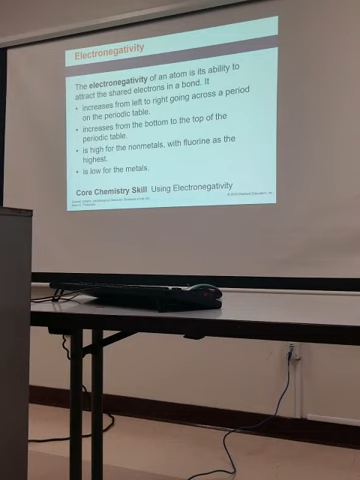 Electronegativity
The electronegativity of an atom is its ability to
attract the shared electrons in a bond. It
• increases from left to right going across a period
on the periodic table.
• increases from the bottom to the top of the
periodic table.
• is high for the nonmetals, with fluorine as the
highest.
• is low for the metals.
Core Chemistry Skill Using Electronegativity